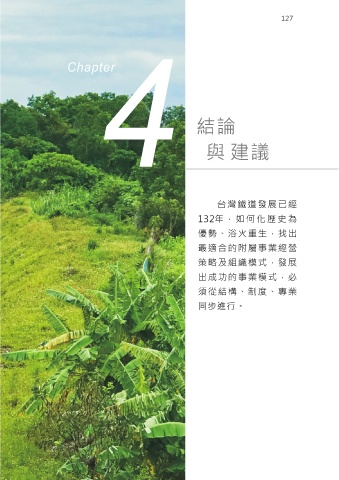 127
Chapter
4
結論
與建議
台灣鐵道發展已經
132年，如何化歷史為
優勢、浴火重生，找出
最適合的附屬事業經營
策略及組織模式，發展
出成功的事業模式，必
須從結構、制度、專業
同步進行。